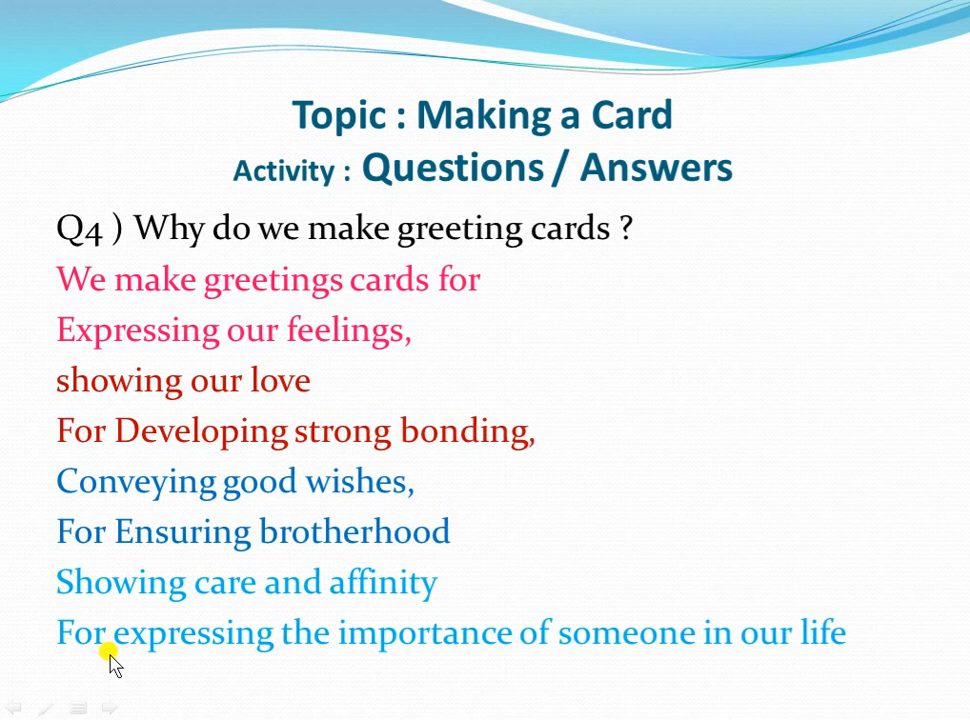 Topic : Making a Card
Activity : Questions / Answers
Q4 ) Why do we make greeting cards ?
We make greetings cards for
Expressing our feelings,
showing our love
For Developing strong bonding,
Conveying good wishes,
For Ensuring brotherhood
Showing care and affinity
For expressing the importance of someone in our life